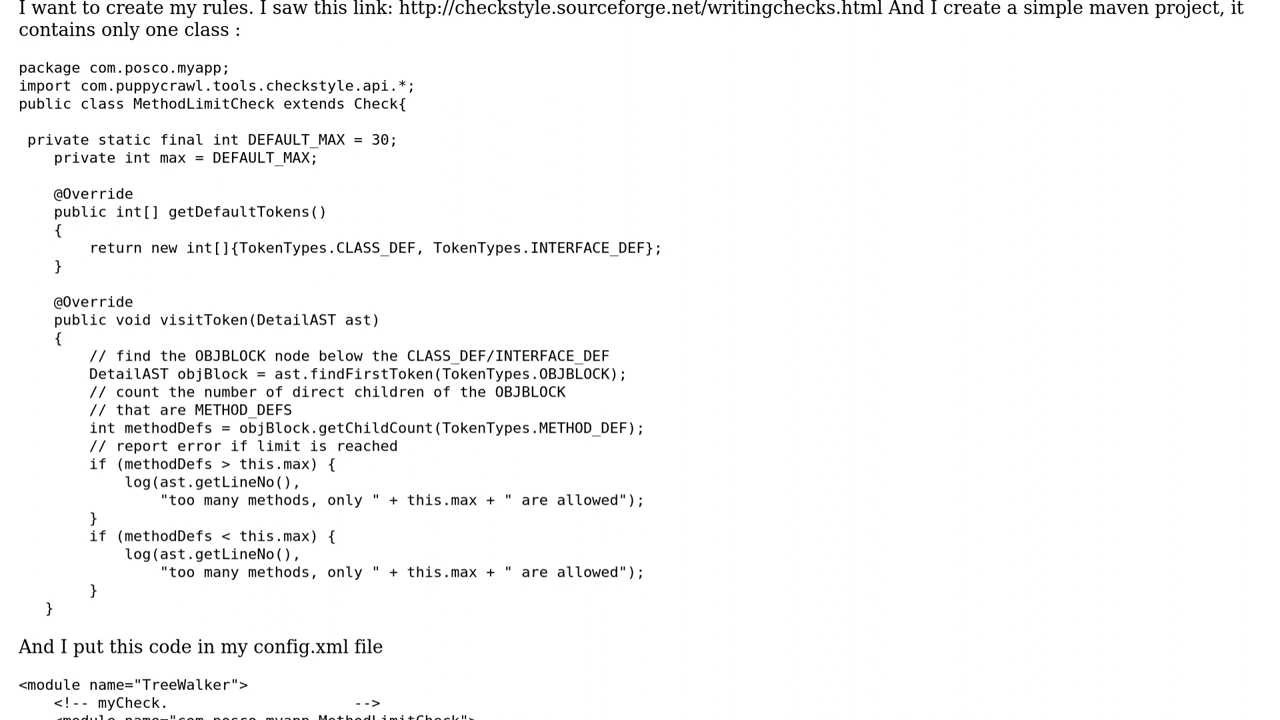 I want to create my rules. I saw this link: http://checkstyle.sourceforge.net/writingchecks.html And I create a simple maven project, it
contains only one class :
package com.posco.myapp;
import com.puppycrawl.tools.checkstyle.api.*;
public class MethodLimitCheck extends Check{
private static final int DEFAULT_MAX = 30;
private int max = DEFAULT_MAX;
@Override
public int[] getDefaultTokens()
{
return new int[]{TokenTypes.CLASS_DEF, TokenTypes.INTERFACE_DEF};
}
@Override
public void visitToken(DetailAST ast)
{
// find the OBJBLOCK node below the CLASS_DEF/INTERFACE_DEF
DetailAST objBlock = ast.findFirstToken(TokenTypes.OBJBLOCK);
// count the number of direct children of the OBJBLOCK
// that are METHOD_DEFS
int methodDefs = objBlock.getChildCount(TokenTypes.METHOD_DEF);
// report error if limit is reached
if (methodDefs > this.max) {
log(ast.getLineNo(),
"too many methods, only " + this.max + " are allowed");
}
if (methodDefs < this.max) {
log(ast.getLineNo(),
"too many methods, only " + this.max + " are allowed");
}
}
And I put this code in my config.xml file
<module name="TreeWalker">
<!-- myCheck. -->
<module name="com.posco.myapp.MethodLimitCheck">